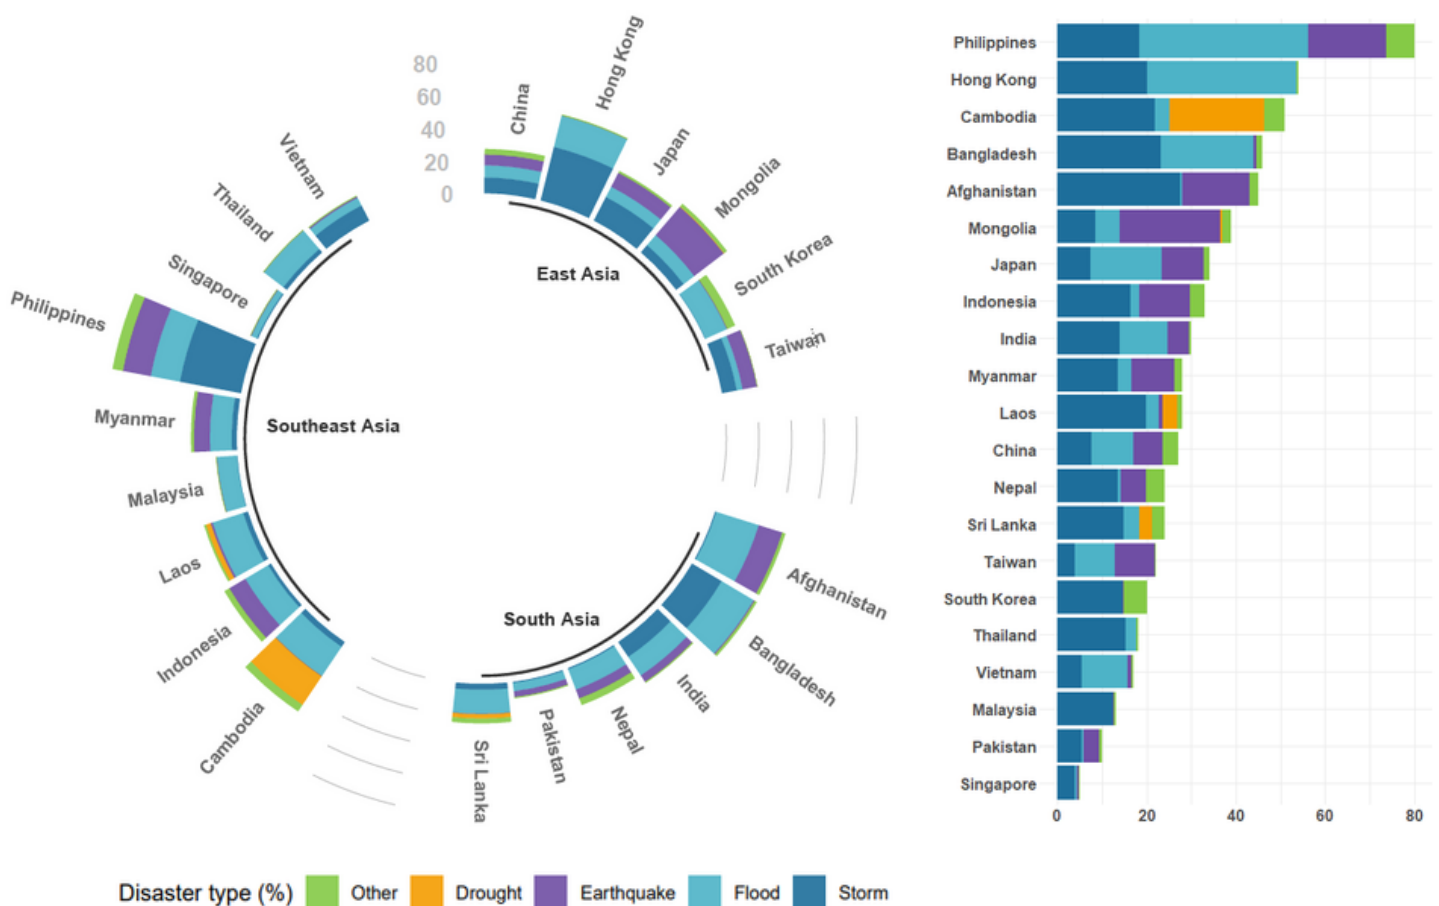 80
60
40
20
0
China
Hong Kong
Japan
Mongolia
South Korea
Taiwan
East Asia
Vietnam
Thailand
Singapore
Philippines
Myanmar
Malaysia
Laos
Indonesia
Cambodia
Southeast Asia
South Asia
Afghanistan
Bangladesh
India
Nepal
Pakistan
Sri Lanka
Philippines
Hong Kong
Cambodia
Bangladesh
Afghanistan
Mongolia
Japan
Indonesia
India
Myanmar
Laos
China
Nepal
Sri Lanka
Taiwan
South Korea
Thailand
Vietnam
Malaysia
Pakistan
Singapore
0 20 40 60 80
Disaster type (%) Other Drought Earthquake Flood Storm